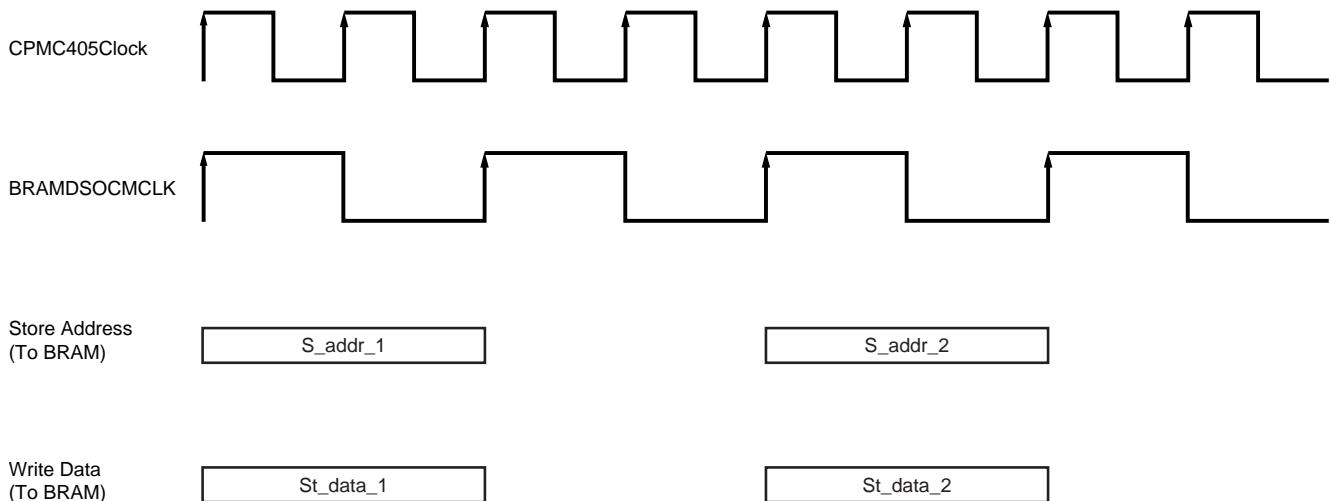 CPMC405Clock
BRAMDSOCMCLK
Store Address
(To BRAM)
S_addr_1
S_addr_2
Write Data
(To BRAM)
St_data_1
St_data_2